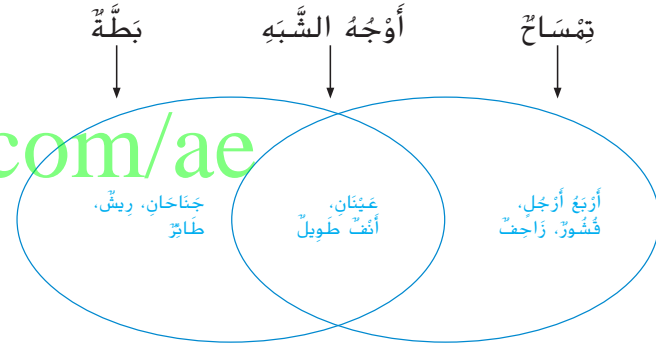 تِمْسَاحٌ
أَوْجُهُ الشَّبَهِ
بَطَّةٌ
com/ae
أَرْبَعُ أَرْجُلٍ،
قُشُورٌ، زَاحِفٌ
عَيْنَانِ،
أَنْفٌ طَوِيلٌ
جَنَاحَانِ، رِيشٌ،
طَائِرٌ